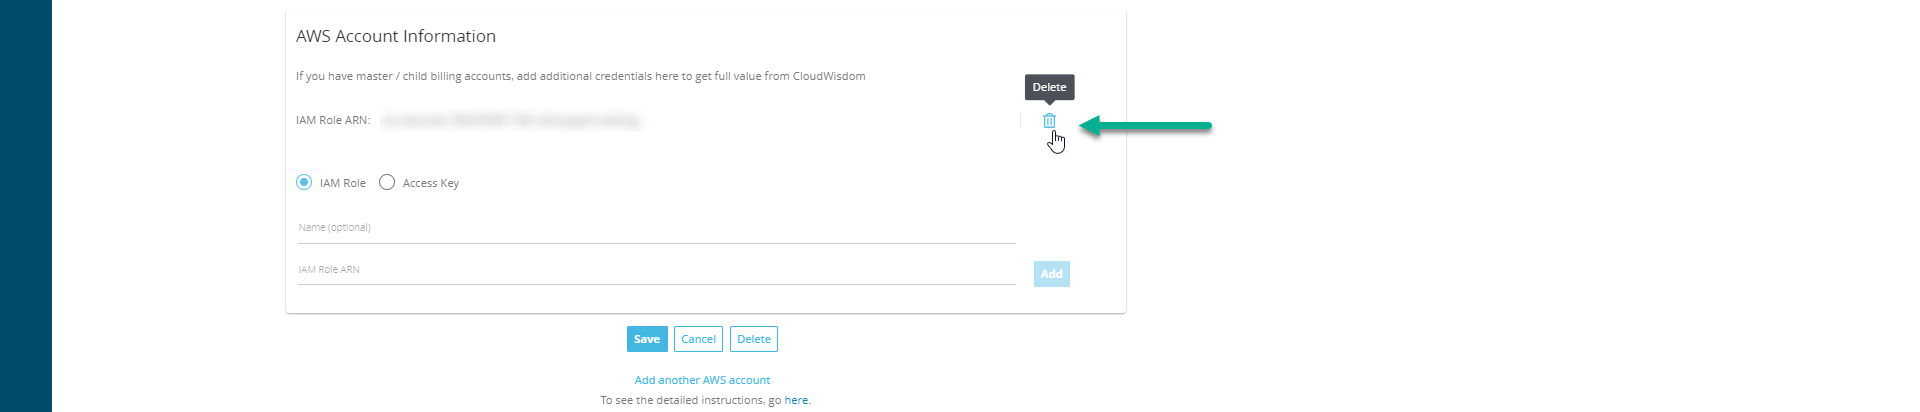 AWS Account Information
If you have master / child billing accounts, add additional credentials here to get full value from CloudWisdom
Delete
IAM Role ARN:
IAM Role Access Key
Name (optional)
IAM Role ARN
Add
Save Cancel Delete
Add another AWS account
To see the detailed instructions, go here.